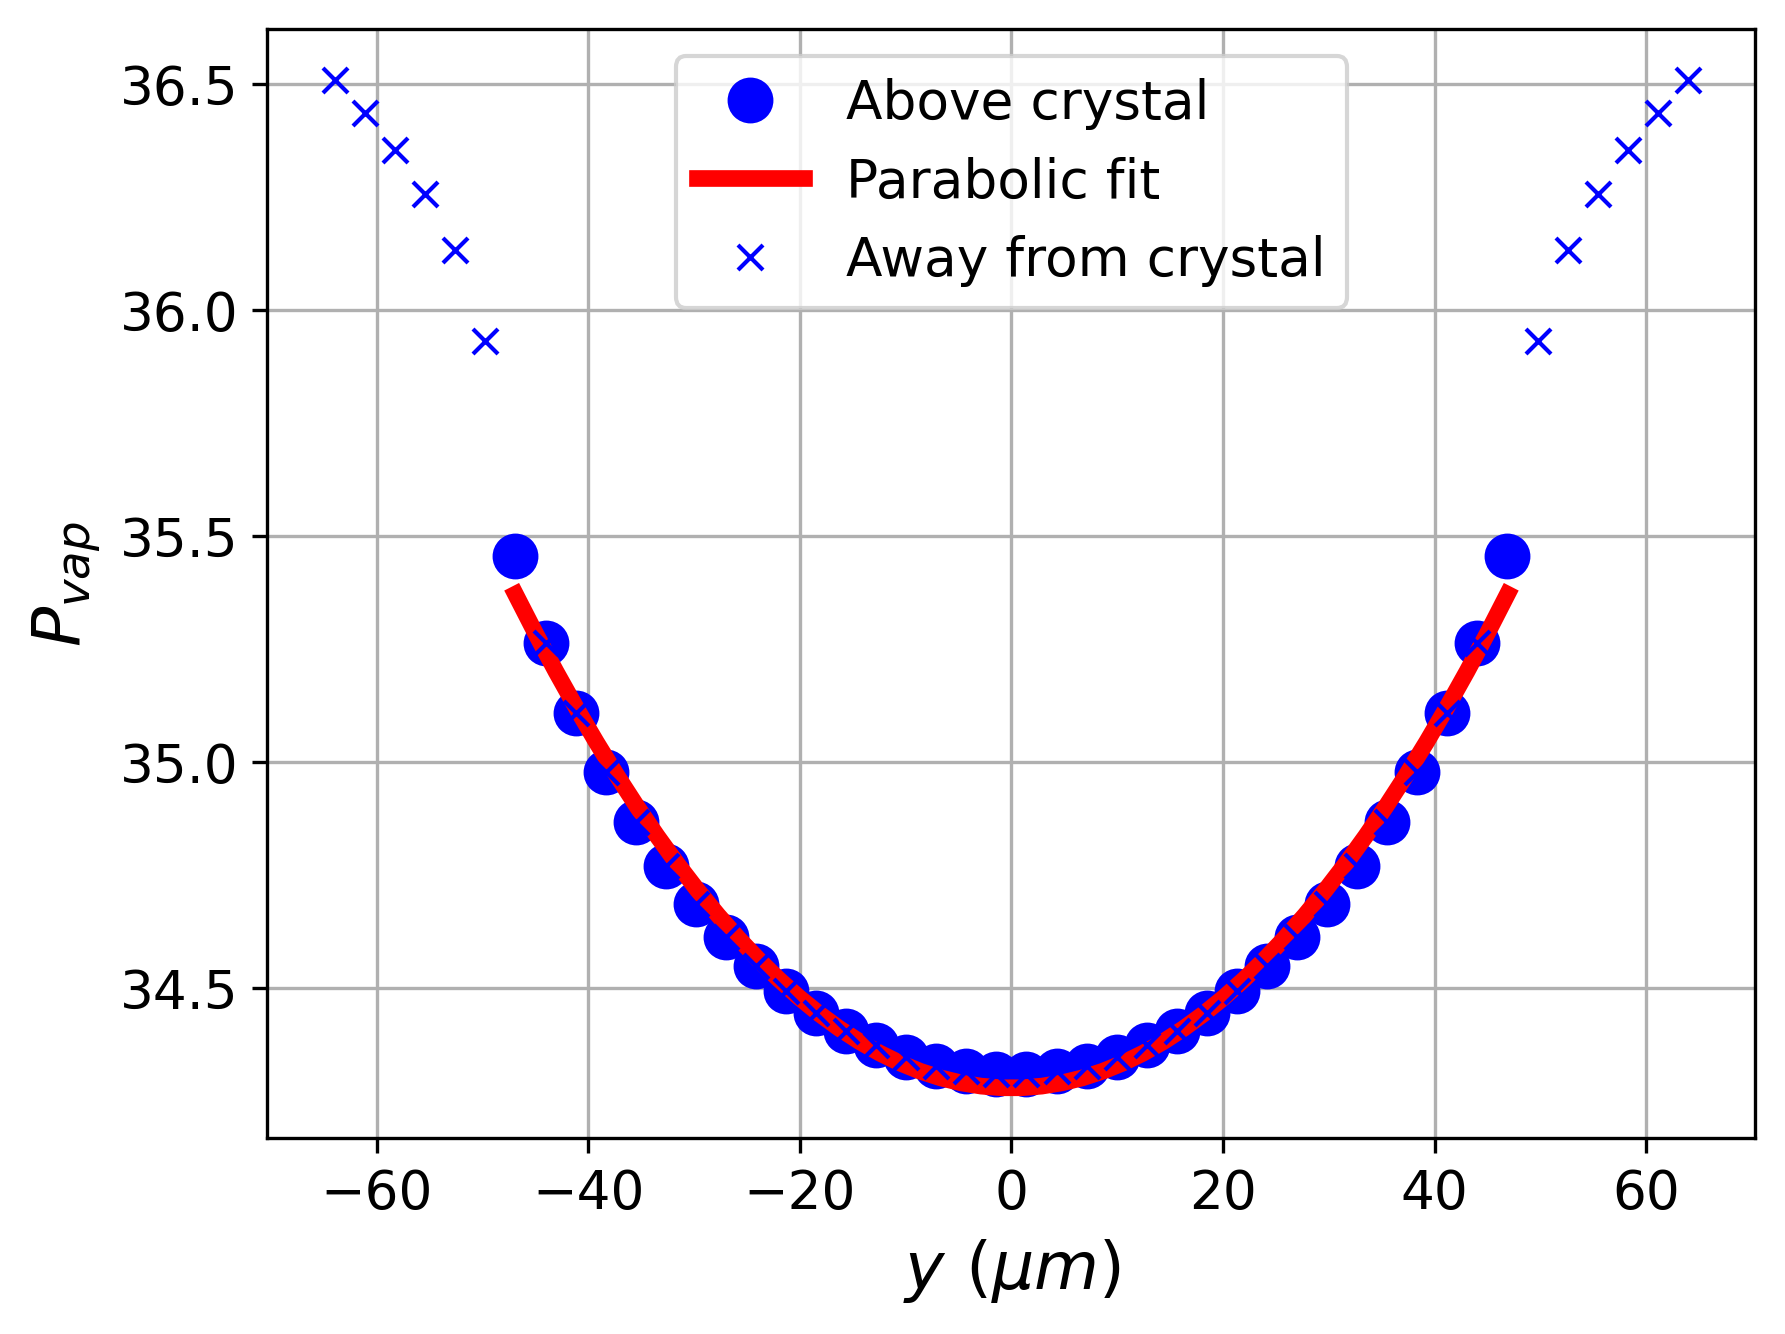 36.5
36.0
35.5
35.0
34.5
P_vap
Above crystal
Parabolic fit
Away from crystal
−60 −40 −20 0 20 40 60
y (μm)